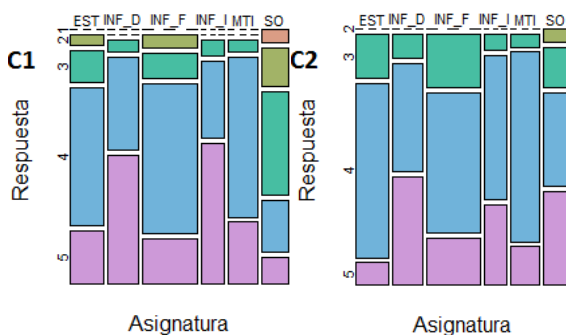 EST INF_D INF_F INF_I MTI SO
C1
Respuesta
1
2
3
4
5
Asignatura
EST INF_D INF_F INF_I MTI SO
C2
Respuesta
2
3
4
5
Asignatura